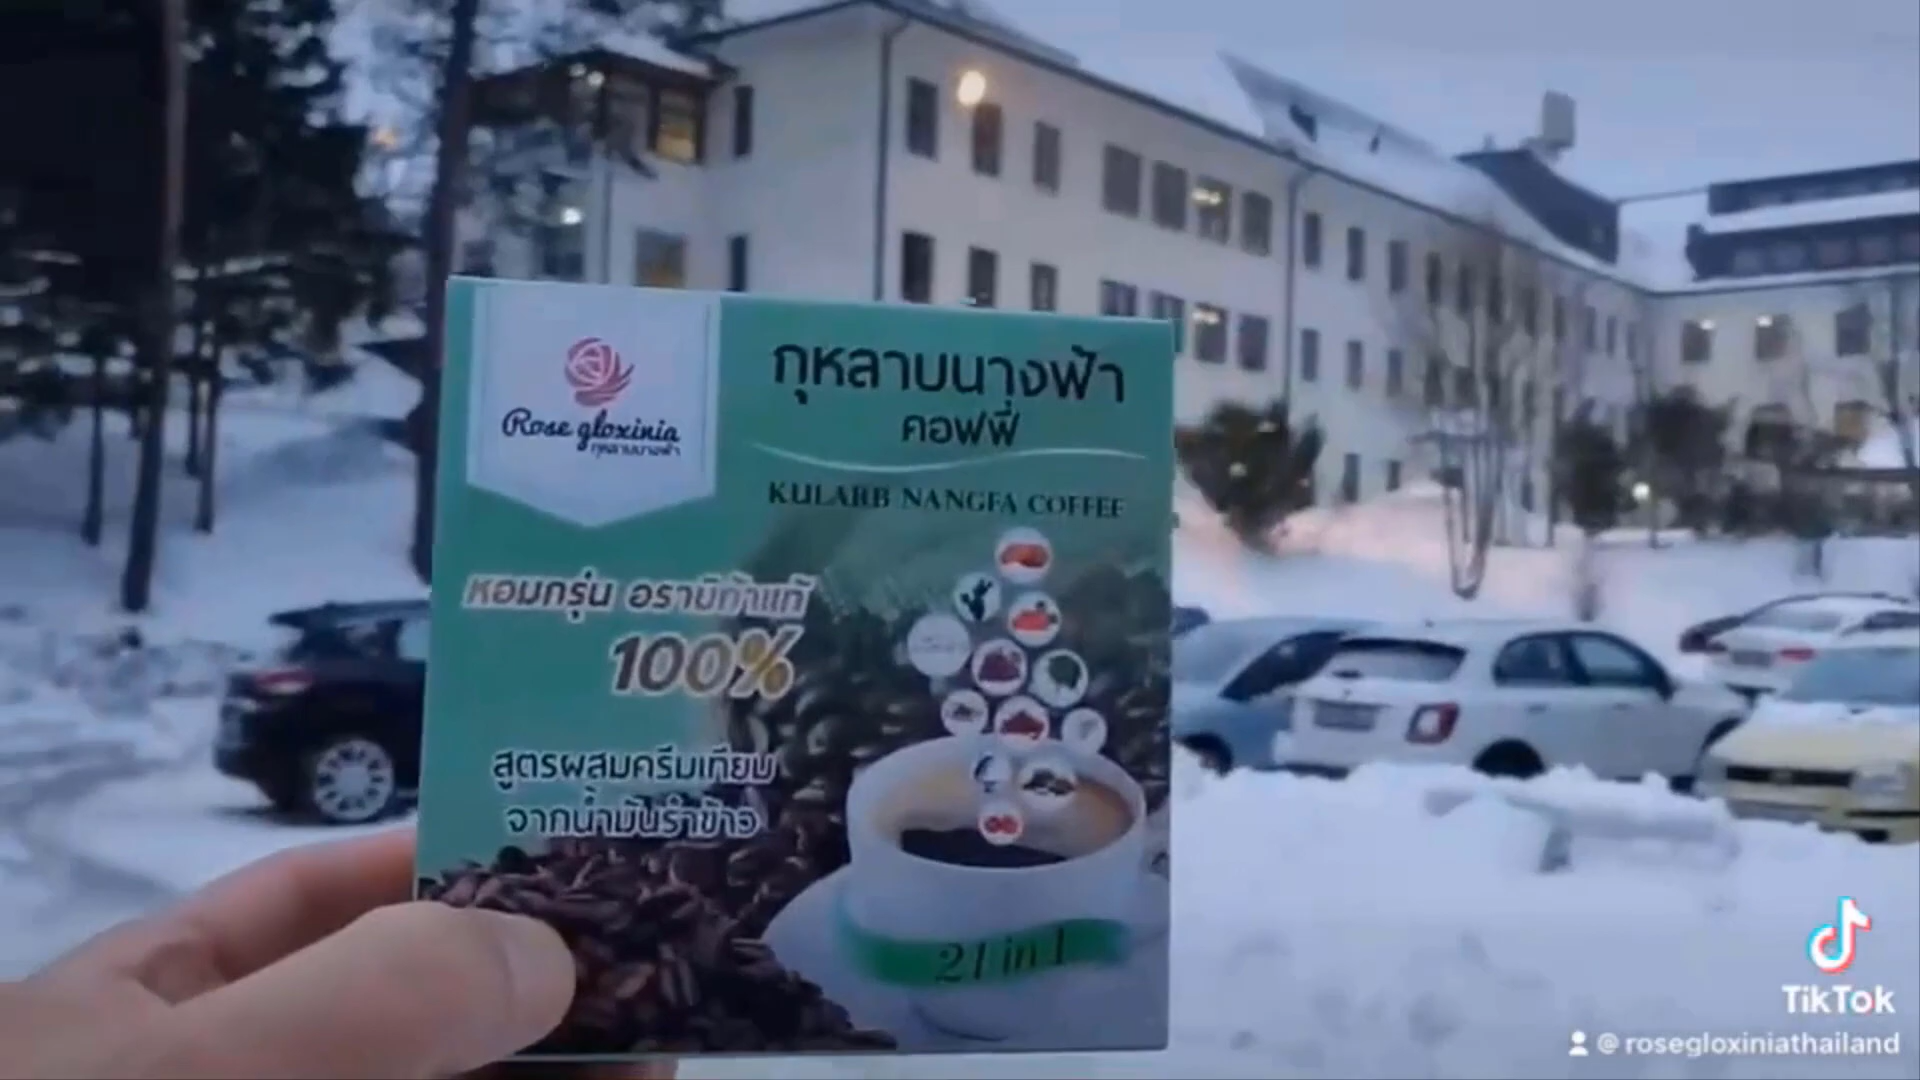 Rose gloxinia
กุหลาบนางฟ้า
กุหลาบนางฟ้า
คอฟฟี่
KULARB NANGFA COFFEE
หอมกรุ่น อราบิก้าแท้
100%
สูตรผสมครีมเทียม
จากน้ำมันรำข้าว
21 in 1
TikTok
@rosegloxiniathailand